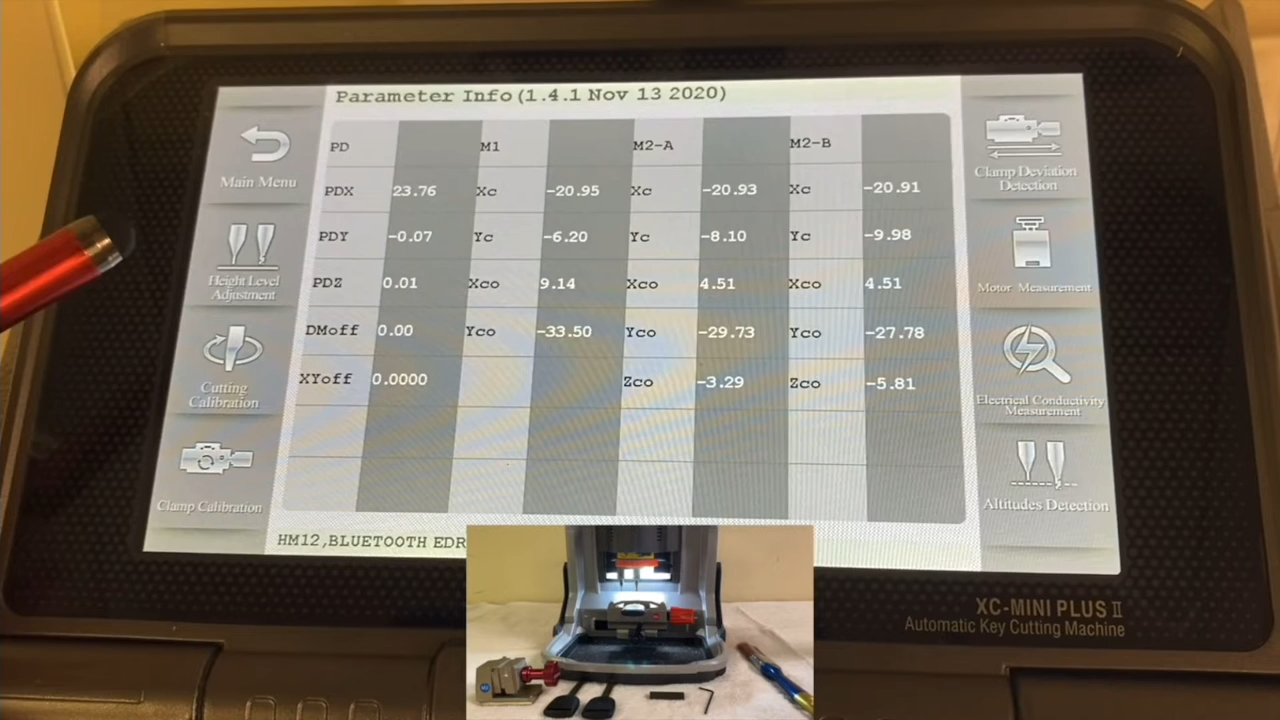 Parameter Info(1.4.1 Nov 13 2020)
Main Menu
Height Level
Adjustment
Cutting
Calibration
Clamp Calibration
PD M1 M2-A M2-B
PDX 23.76 Xc -20.95 Xc -20.93 Xc -20.91
PDY -0.07 Yc -6.20 Yc -8.10 Yc -9.98
PDZ 0.01 Xco 9.14 Xco 4.51 Xco 4.51
DMoff 0.00 Yco -33.50 Yco -29.73 Yco -27.78
XYoff 0.0000 Zco -3.29 Zco -5.81
HM12,BLUETOOTH EDR
Clamp Deviation
Detection
Motor Measurement
Electrical Conductivity
Measurement
Altitudes Detection
XC-MINI PLUS II
Automatic Key Cutting Machine